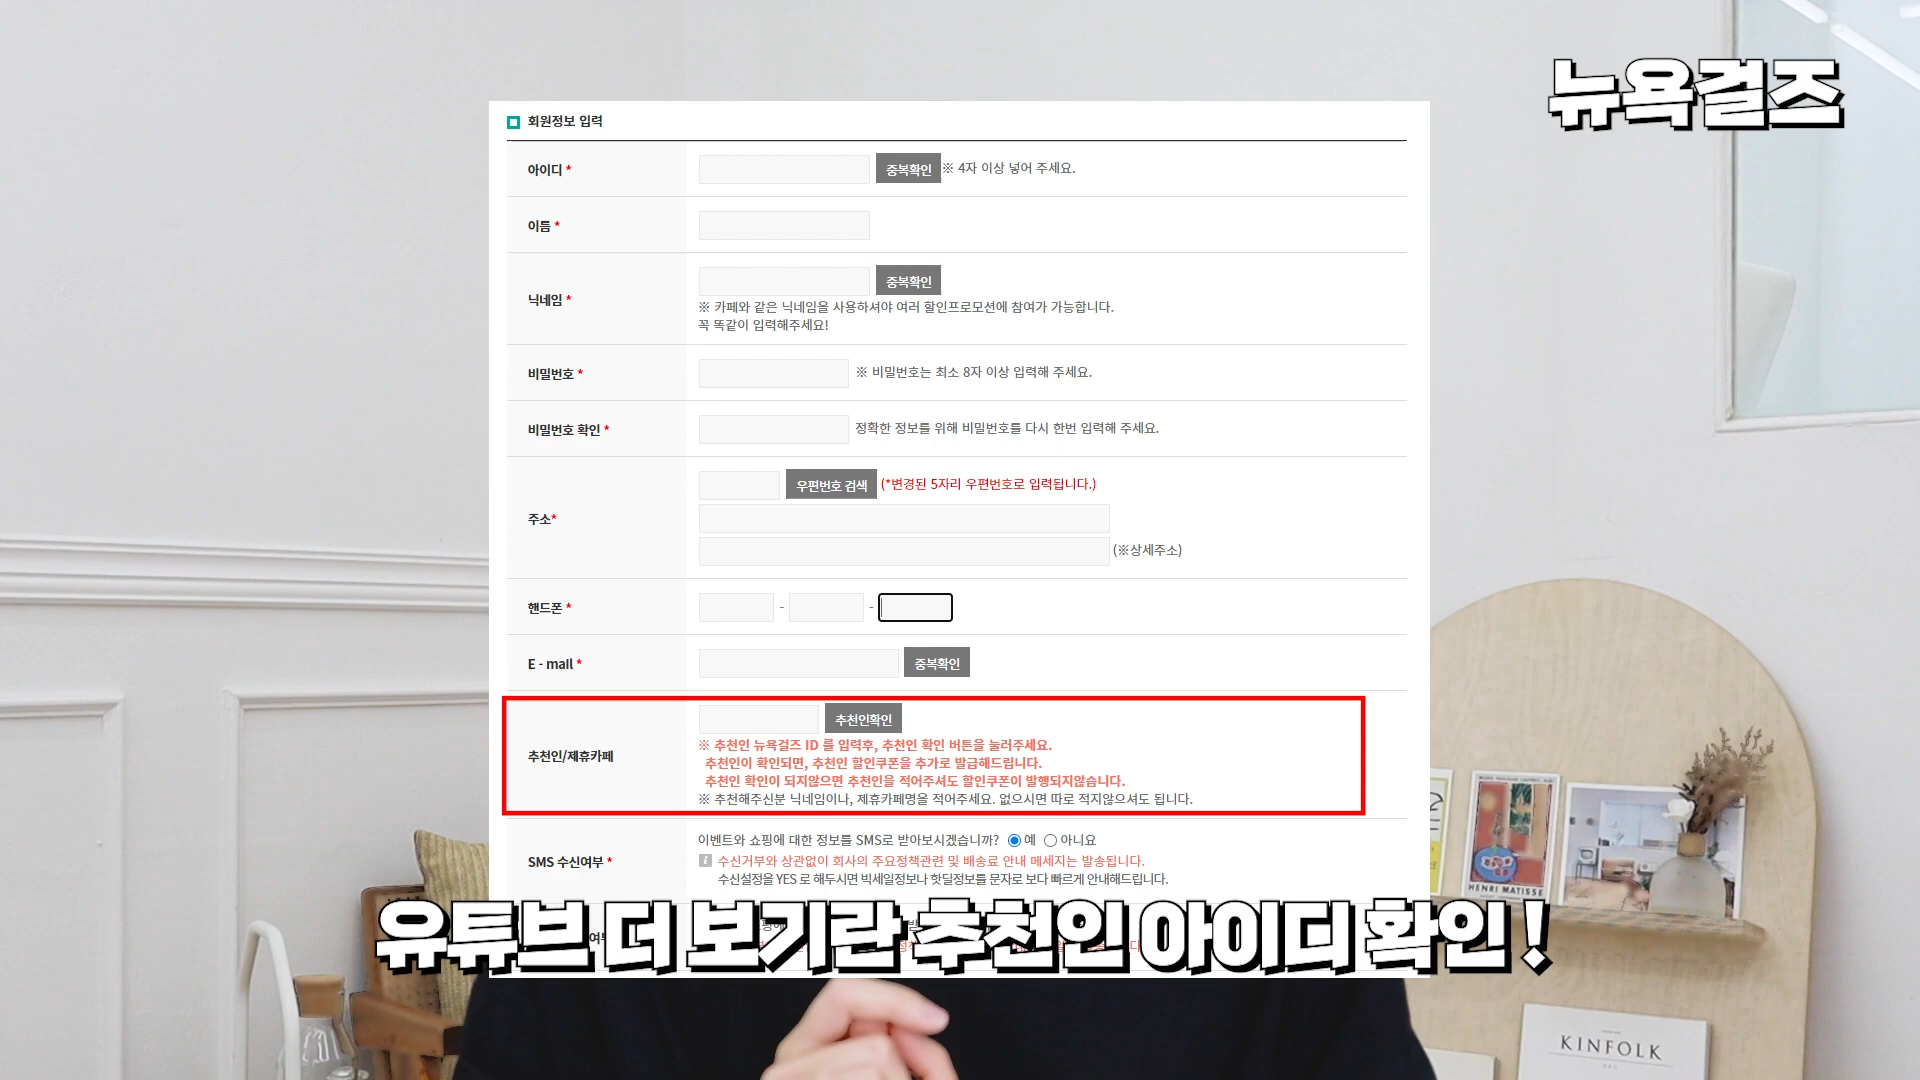 뉴욕걸즈
회원정보 입력
아이디 * 중복확인 ※ 4자 이상 넣어 주세요.
이름 *
닉네임 * 중복확인
※ 카페와 같은 닉네임을 사용하셔야 여러 할인프로모션에 참여가 가능합니다.
꼭 똑같이 입력해주세요!
비밀번호 * ※ 비밀번호는 최소 8자 이상 입력해 주세요.
비밀번호 확인 * 정확한 정보를 위해 비밀번호를 다시 한번 입력해 주세요.
우편번호 검색 (*변경된 5자리 우편번호로 입력됩니다.)
주소*
(※상세주소)
핸드폰 * - -
E - mail * 중복확인
추천인/제휴카페 추천인확인
※ 추천인 뉴욕걸즈 ID 를 입력후, 추천인 확인 버튼을 눌러주세요.
추천인이 확인되면, 추천인 할인쿠폰을 추가로 발급해드립니다.
추천인 확인이 되지않으면 추천인을 적어주셔도 할인쿠폰이 발행되지않습니다.
※ 추천해주신분 닉네임이나, 제휴카페명을 적어주세요. 없으시면 따로 적지않으셔도 됩니다.
SMS 수신여부 * 이벤트와 쇼핑에 대한 정보를 SMS로 받아보시겠습니까? 예 아니요
수신거부와 상관없이 회사의 주요정책관련 및 배송료 안내 메세지는 발송됩니다.
수신설정을 YES 로 해두시면 빅세일정보나 핫딜정보를 문자로 보다 빠르게 안내해드립니다.
유튜브 더 보기란 추천인 아이디 확인 !
HENRI MATISSE
KINFOLK